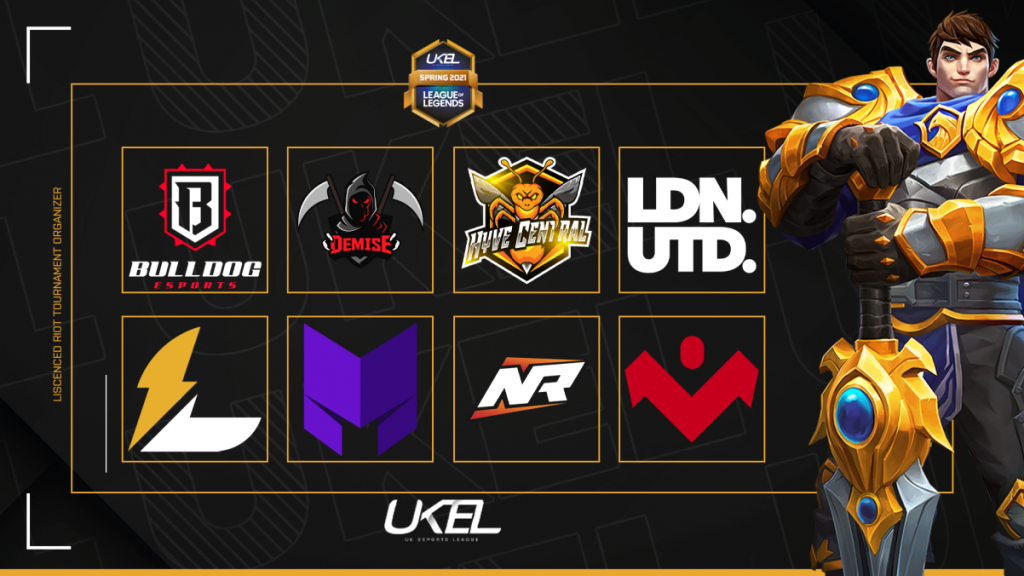 UKEL
SPRING 2021
LEAGUE OF
LEGENDS
LISCENCED RIOT TOURNAMENT ORGANIZER
B
BULLDOG
ESPORTS
DEMISE
HYVE CENTRAL
LDN.
UTD.
NR
UKEL
UK ESPORTS LEAGUE